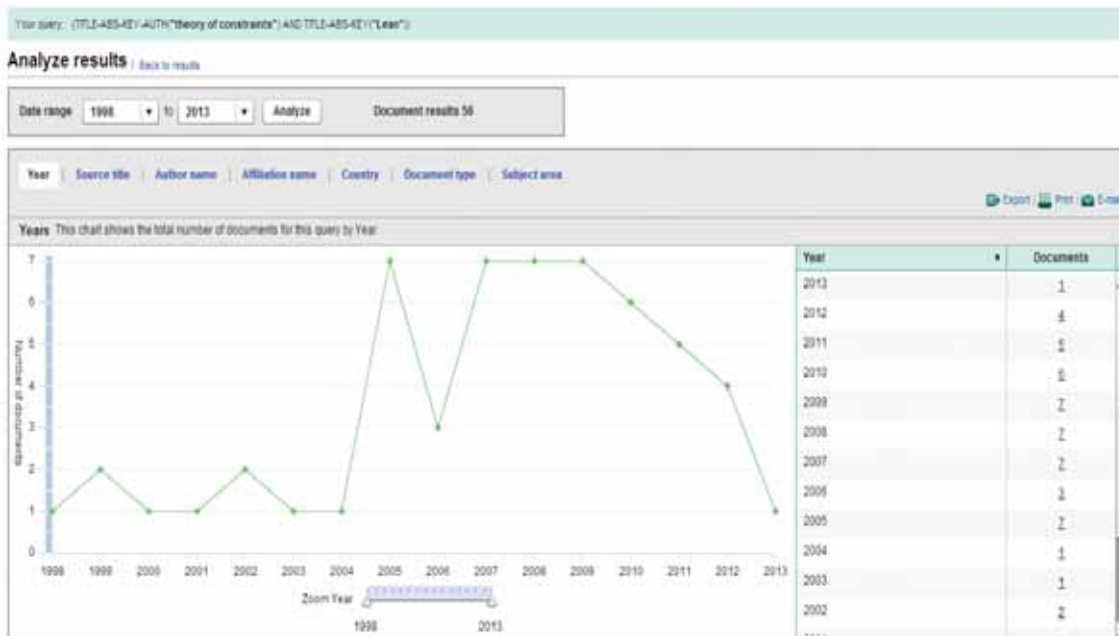 Your query: (TITLE-ABS-KEY-AUTH("theory of constraints") AND TITLE-ABS-KEY("Lean"))
Analyze results | Back to results
Date range 1998 to 2013 Analyze Document results 56
Year | Source title | Author name | Affiliation name | Country | Document type | Subject area
Export | Print | E-mai
Years This chart shows the total number of documents for this query by Year.
Year Documents
2013 1
2012 4
2011 5
2010 6
2009 7
2008 7
2007 7
2006 3
2005 7
2004 1
2003 1
2002 2
Number of documents
7
6
5
4
3
2
1
0
1998 1999 2000 2001 2002 2003 2004 2005 2006 2007 2008 2009 2010 2011 2012 2013
Zoom Year
1998 2013